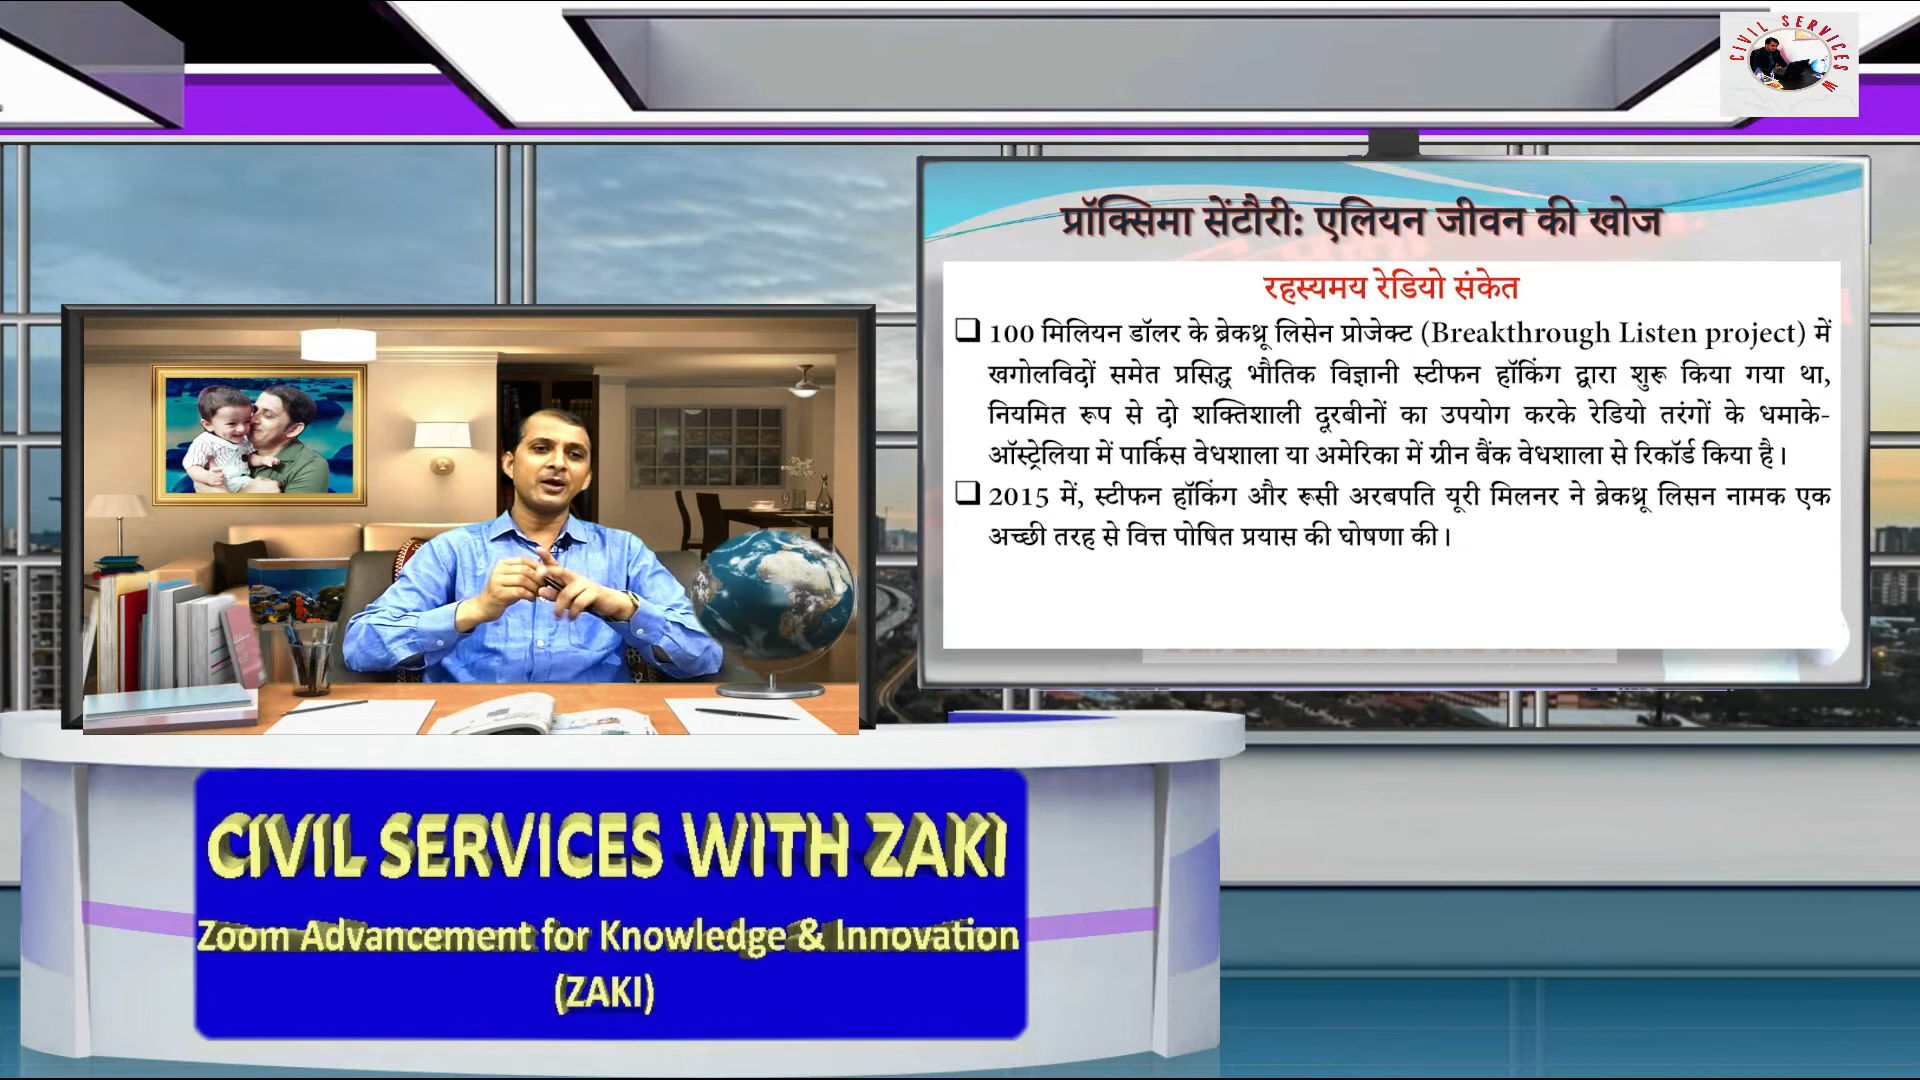 CIVIL SERVICES W
प्रॉक्सिमा सेंटौरी: एलियन जीवन की खोज
रहस्यमय रेडियो संकेत
❑ 100 मिलियन डॉलर के ब्रेकथ्रू लिसेन प्रोजेक्ट (Breakthrough Listen project) में
खगोलविदों समेत प्रसिद्ध भौतिक विज्ञानी स्टीफन हॉकिंग द्वारा शुरू किया गया था,
नियमित रूप से दो शक्तिशाली दूरबीनों का उपयोग करके रेडियो तरंगों के धमाके-
ऑस्ट्रेलिया में पार्किस वेधशाला या अमेरिका में ग्रीन बैंक वेधशाला से रिकॉर्ड किया है।
❑ 2015 में, स्टीफन हॉकिंग और रूसी अरबपति यूरी मिलनर ने ब्रेकथ्रू लिसन नामक एक
अच्छी तरह से वित्त पोषित प्रयास की घोषणा की।
CIVIL SERVICES WITH ZAKI
Zoom Advancement for Knowledge & Innovation
(ZAKI)